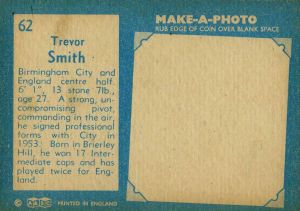 62
Trevor
Smith
Birmingham City and
England centre half.
6' 1", 13 stone 7lb.,
age 27. A strong, un-
compromising pivot,
commanding in the air,
he signed professional
forms with City in
1953. Born in Brierley
Hill, he won 17 Inter-
mediate caps and has
played twice for Eng-
land.
MAKE-A-PHOTO
RUB EDGE OF COIN OVER BLANK SPACE
© A&BC PRINTED IN ENGLAND